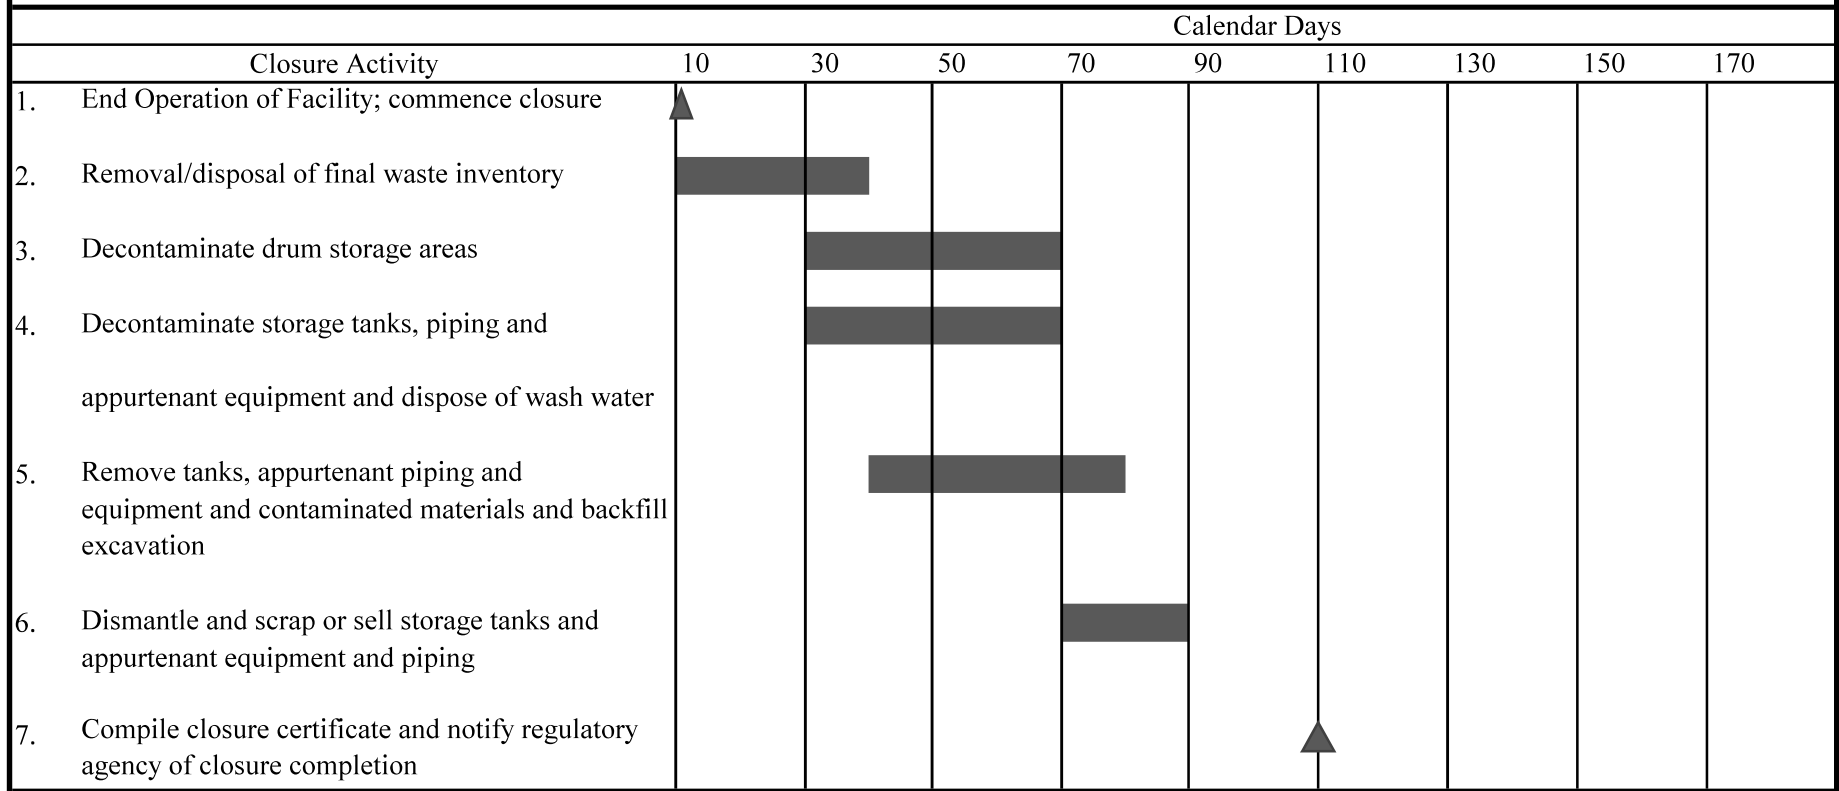 Calendar Days
Closure Activity 10 30 50 70 90 110 130 150 170
1. End Operation of Facility; commence closure
2. Removal/disposal of final waste inventory
3. Decontaminate drum storage areas
4. Decontaminate storage tanks, piping and
appurtenant equipment and dispose of wash water
5. Remove tanks, appurtenant piping and
equipment and contaminated materials and backfill
excavation
6. Dismantle and scrap or sell storage tanks and
appurtenant equipment and piping
7. Compile closure certificate and notify regulatory
agency of closure completion